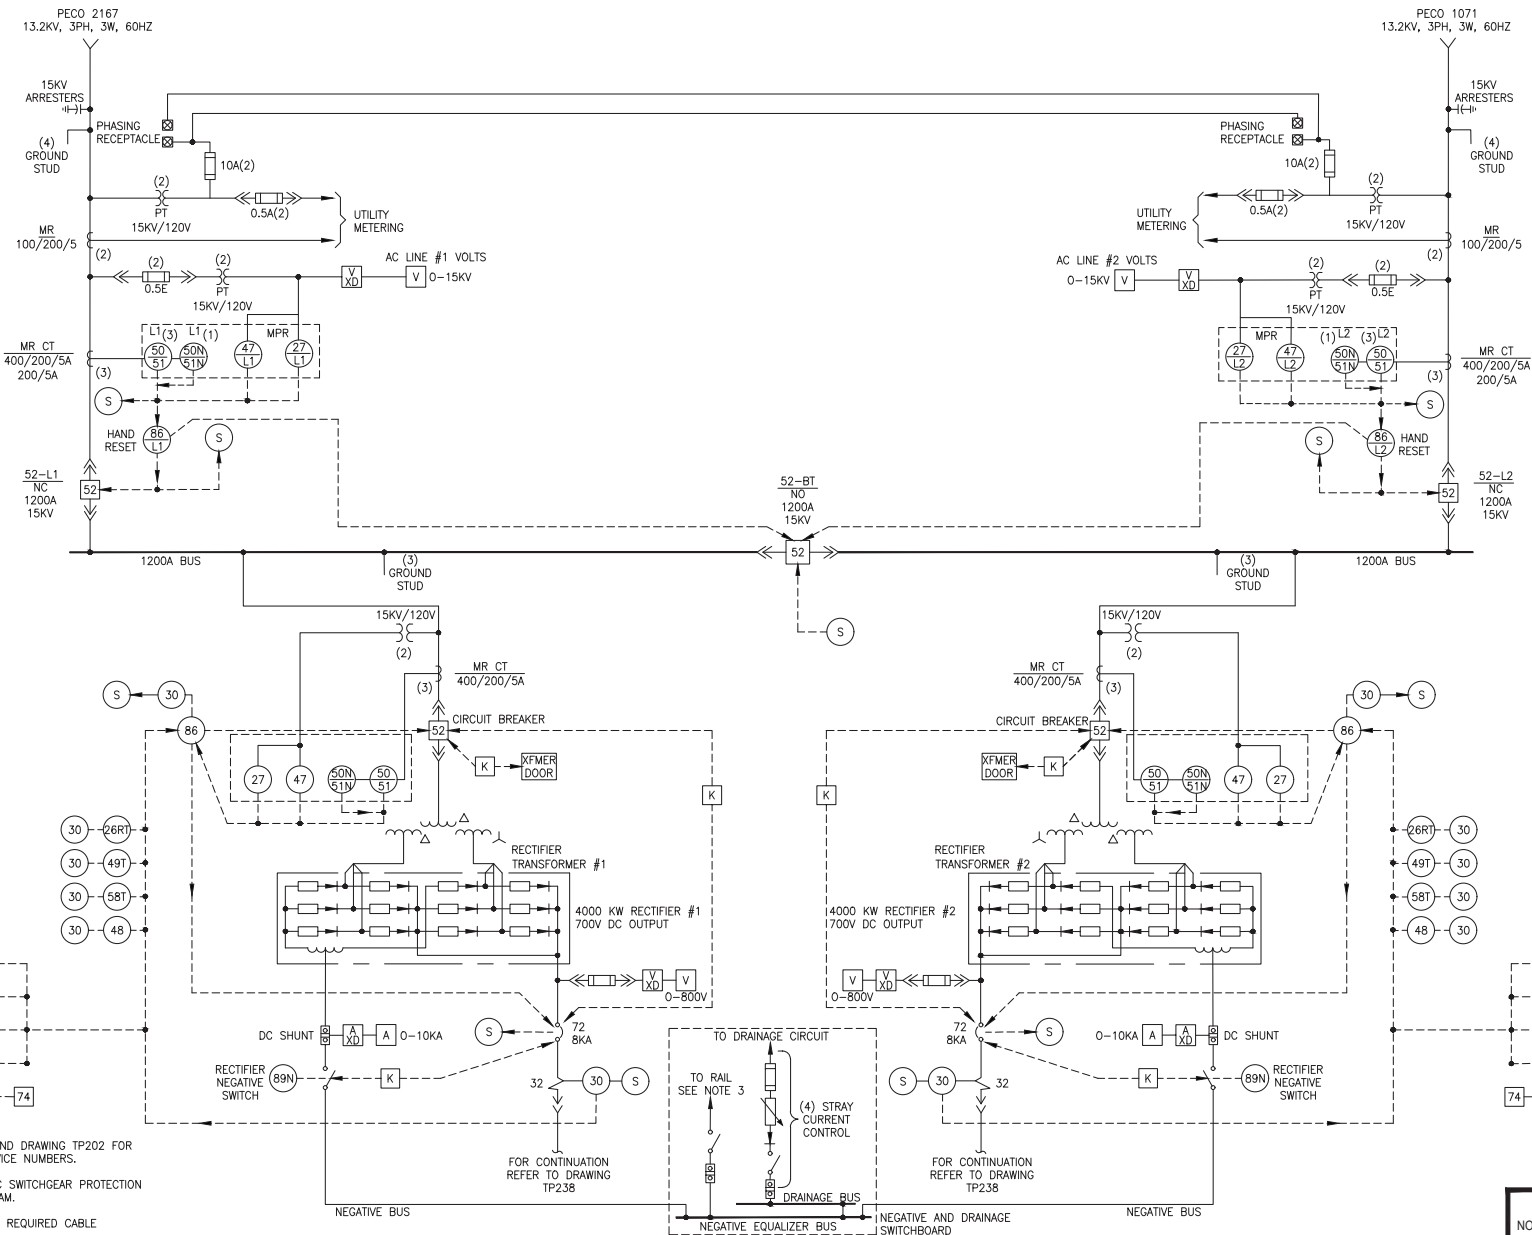 PECO 2167
13.2KV, 3PH, 3W, 60HZ
PECO 1071
13.2KV, 3PH, 3W, 60HZ
15KV
ARRESTERS
(4)
GROUND
STUD
PHASING
RECEPTACLE
10A(2)
(2)
PT
15KV/120V
0.5A(2)
UTILITY
METERING
MR
100/200/5
(2)
(2)
0.5E
(2)
PT
15KV/120V
V
XD
AC LINE #1 VOLTS
V
0-15KV
MR CT
400/200/5A
200/5A
(3)
L1
(3)
L1
(1)
MPR
50
51
50N
51N
47
L1
27
L1
S
HAND
RESET
86
L1
S
52-L1
NC
1200A
15KV
52
15KV
ARRESTERS
(4)
GROUND
STUD
PHASING
RECEPTACLE
10A(2)
(2)
PT
15KV/120V
0.5A(2)
UTILITY
METERING
MR
100/200/5
(2)
AC LINE #2 VOLTS
0-15KV
V
V
XD
(2)
PT
15KV/120V
(2)
0.5E
MR CT
400/200/5A
200/5A
(3)
MPR
(1)
L2
(3)
L2
27
L2
47
L2
50N
51N
50
51
S
S
86
L2
HAND
RESET
52-L2
NC
1200A
15KV
52
52-BT
NO
1200A
15KV
52
S
1200A BUS
(3)
GROUND
STUD
(3)
GROUND
STUD
1200A BUS
15KV/120V
(2)
MR CT
400/200/5A
(3)
S
30
86
CIRCUIT BREAKER
52
K
XFMER
DOOR
27
47
50N
51N
50
51
K
30
26RT
30
49T
30
58T
30
48
RECTIFIER
TRANSFORMER #1
4000 KW RECTIFIER #1
700V DC OUTPUT
V
XD
V
0-800V
DC SHUNT
A
XD
A
0-10KA
S
72
8KA
RECTIFIER
NEGATIVE
SWITCH
89N
K
32
30
S
FOR CONTINUATION
REFER TO DRAWING
TP238
NEGATIVE BUS
74
15KV/120V
(2)
MR CT
400/200/5A
(3)
30
S
86
CIRCUIT BREAKER
52
XFMER
DOOR
K
K
50
51
50N
51N
47
27
26RT
30
49T
30
58T
30
48
30
RECTIFIER
TRANSFORMER #2
4000 KW RECTIFIER #2
700V DC OUTPUT
V
V
XD
0-800V
72
8KA
S
0-10KA
A
A
XD
DC SHUNT
K
89N
RECTIFIER
NEGATIVE
SWITCH
S
30
32
FOR CONTINUATION
REFER TO DRAWING
TP238
NEGATIVE BUS
74
TO DRAINAGE CIRCUIT
TO RAIL
SEE NOTE 3
(4) STRAY
CURRENT
CONTROL
DRAINAGE BUS
NEGATIVE EQUALIZER BUS
NEGATIVE AND DRAINAGE
SWITCHBOARD
ND DRAWING TP202 FOR
VICE NUMBERS.
C SWITCHGEAR PROTECTION
AM.
REQUIRED CABLE
NO